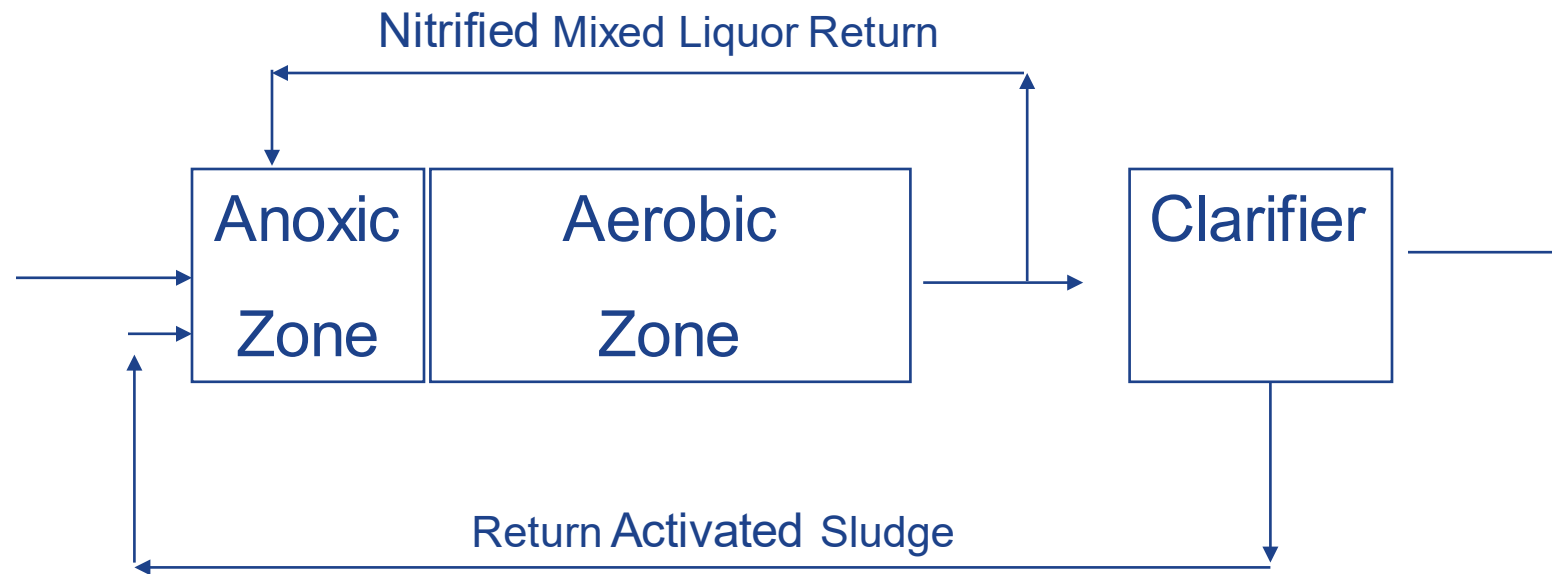 Nitrified Mixed Liquor Return
Anoxic
Zone
Aerobic
Zone
Clarifier
Return Activated Sludge